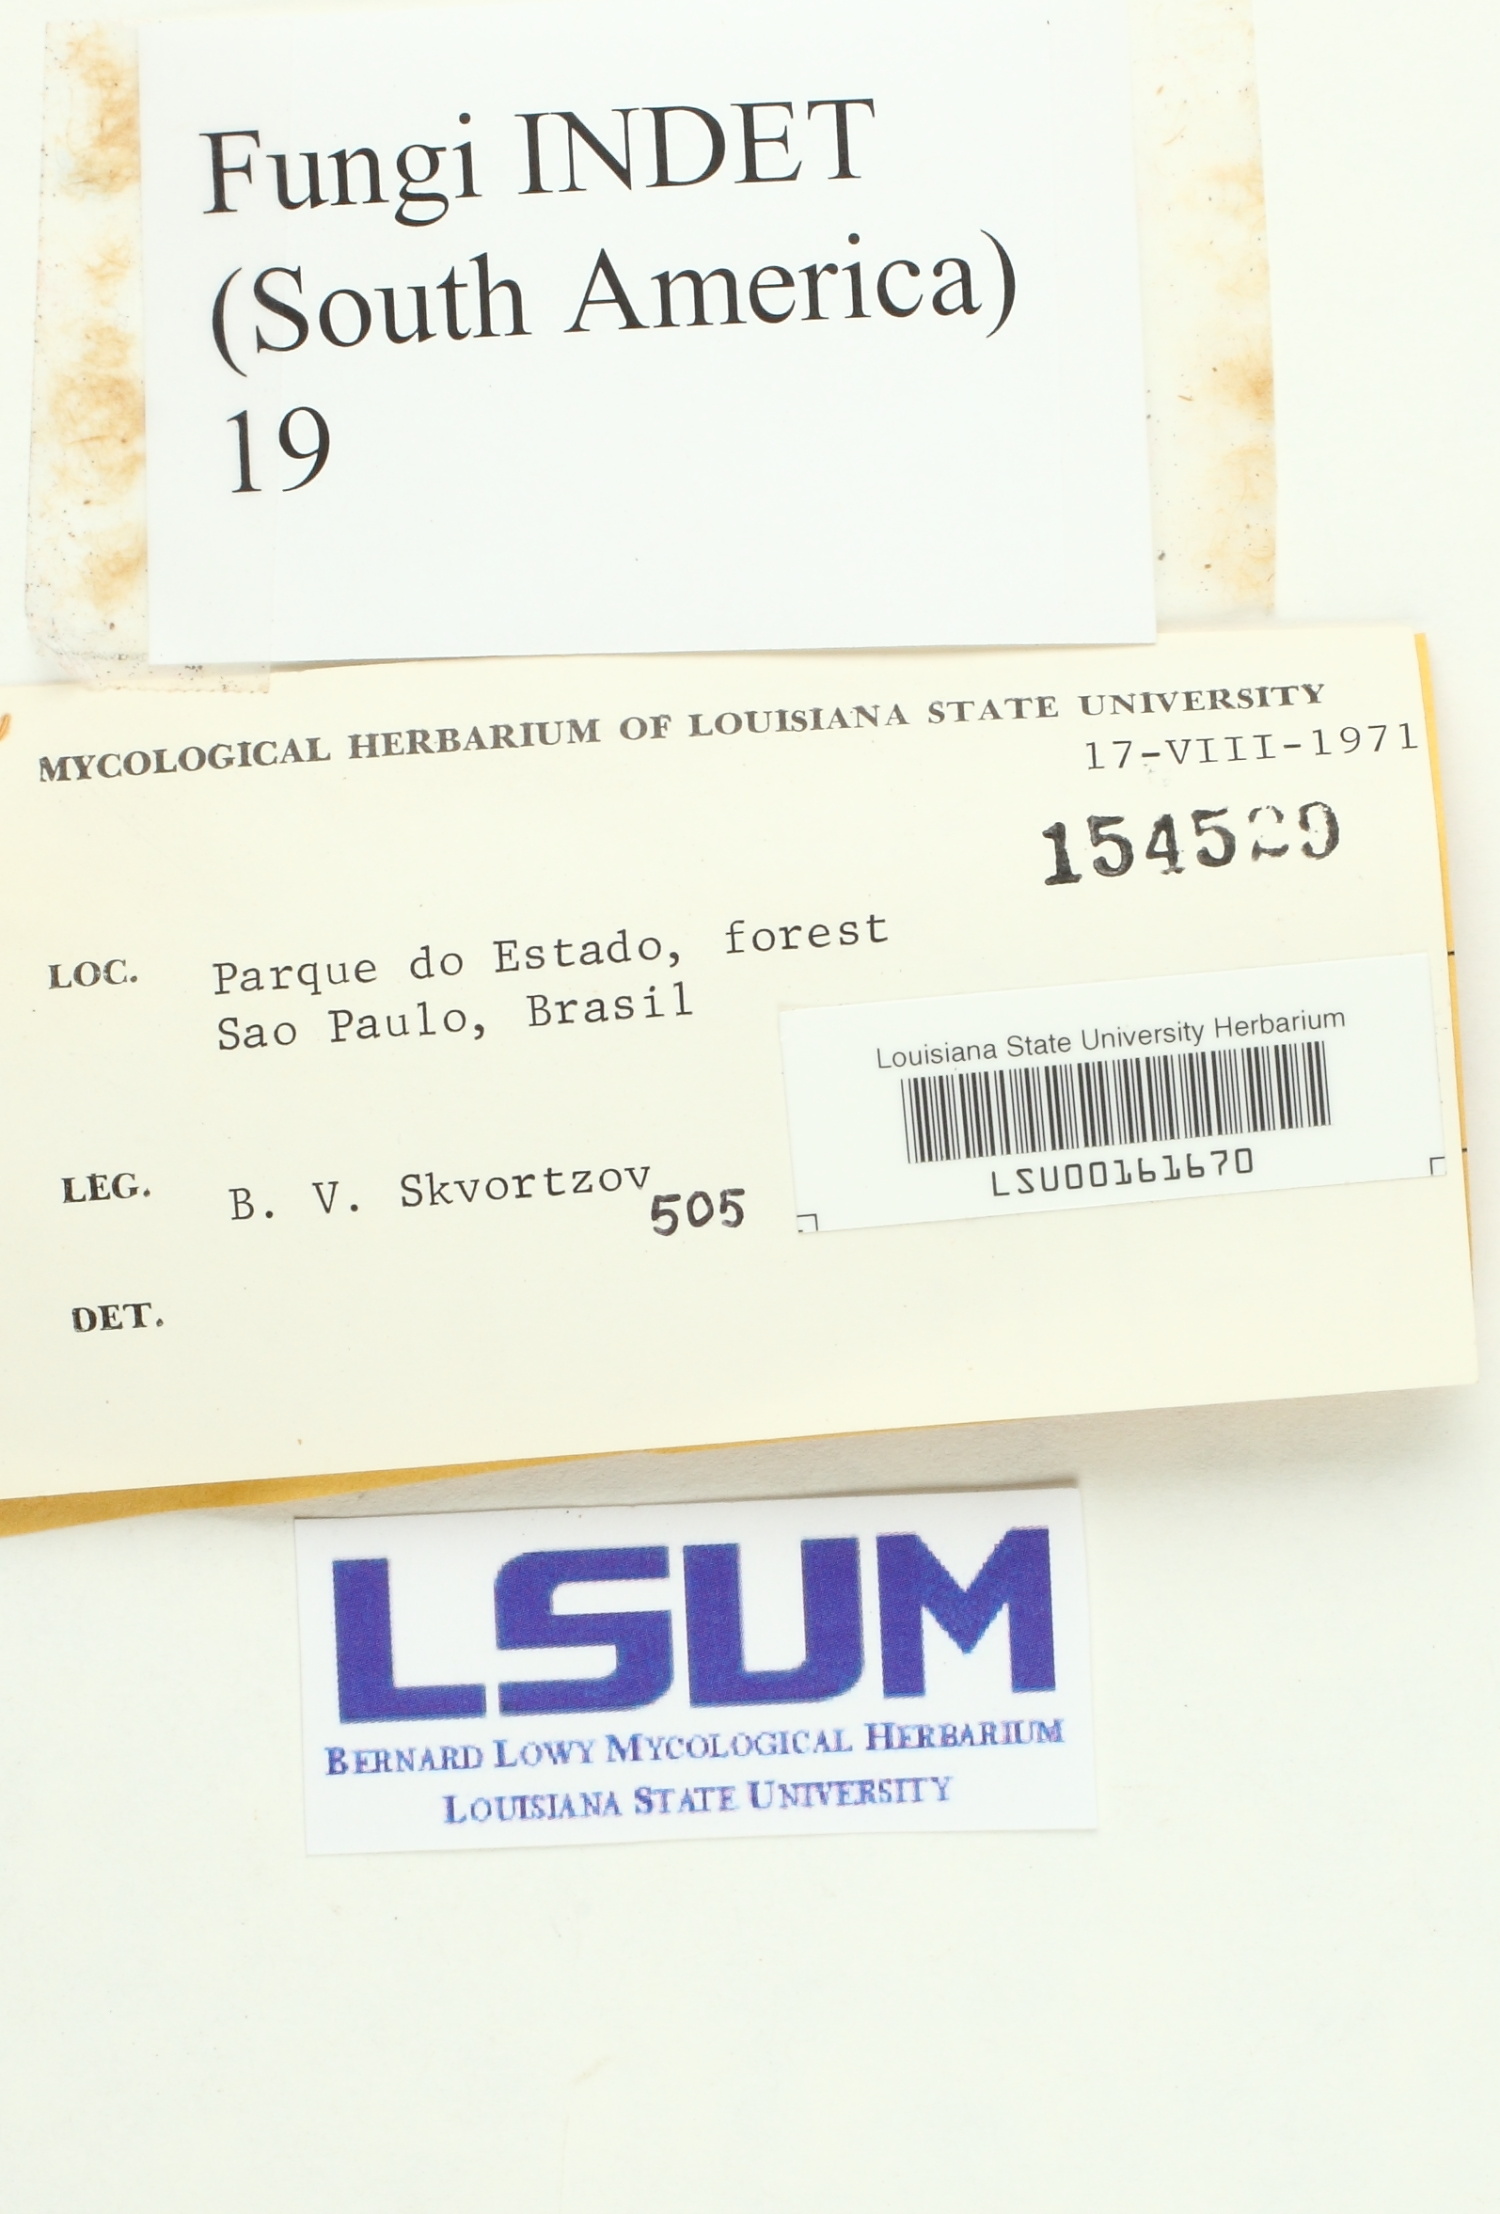 Fungi INDET
(South America)
19
MYCOLOGICAL HERBARIUM OF LOUISIANA STATE UNIVERSITY
17-VIII-1971
154529
LOC. Parque do Estado, forest
Sao Paulo, Brasil
Louisiana State University Herbarium
LSU00161670
LEG. B. V. Skvortzov 505
DET.
LSUM
BERNARD LOWY MYCOLOGICAL HERBARIUM
LOUISIANA STATE UNIVERSITY